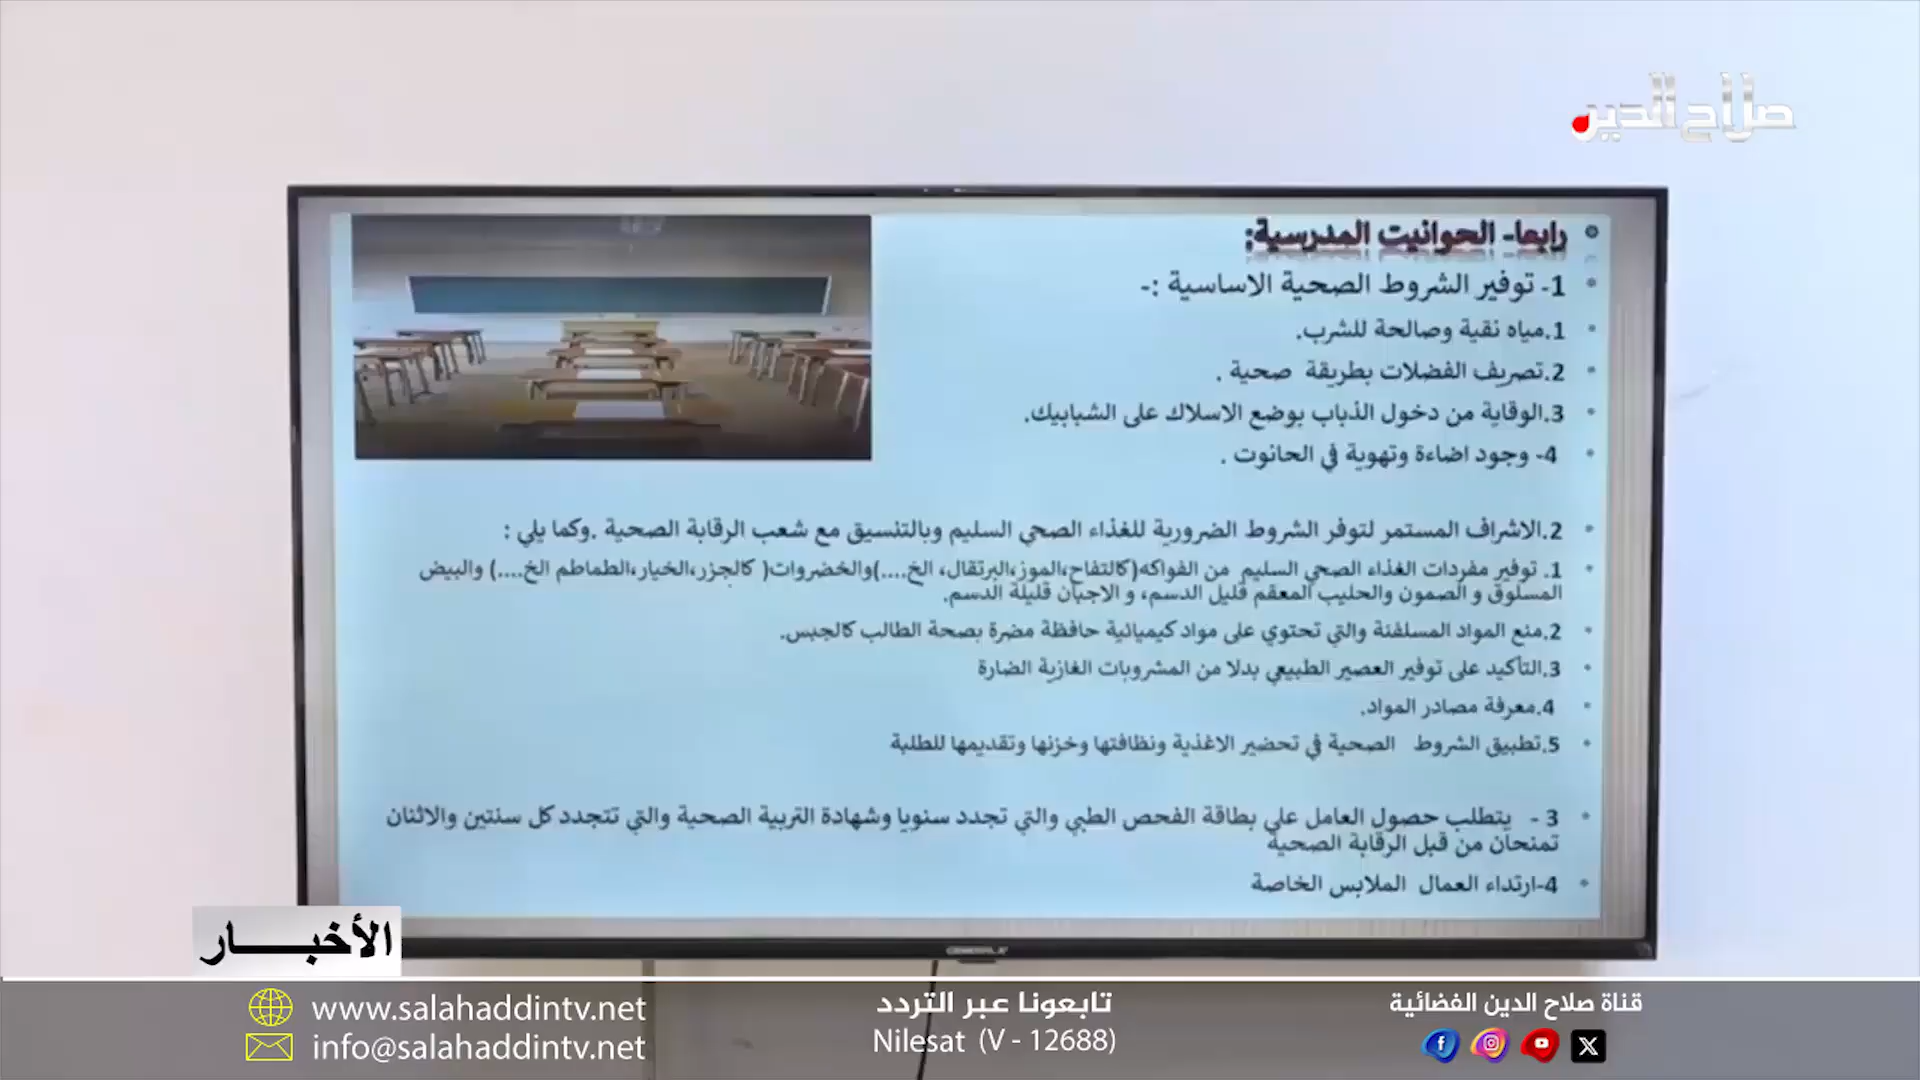 صلاح الدين
رابعا- الحوانيت المدرسية:
1- توفير الشروط الصحية الاساسية :-
1.مياه نقية وصالحة للشرب.
2.تصريف الفضلات بطريقة صحية .
3.الوقاية من دخول الذباب بوضع الاسلاك على الشبابيك.
4- وجود اضاءة وتهوية في الحانوت .
2.الاشراف المستمر لتوفر الشروط الضرورية للغذاء الصحي السليم وبالتنسيق مع شعب الرقابة الصحية .وكما يلي :
1. توفير مفردات الغذاء الصحي السليم من الفواكه(كالتفاح،الموز،البرتقال، الخ....)والخضروات( كالجزر،الخيار،الطماطم الخ....) والبيض
المسلوق و الصمون والحليب المعقم قليل الدسم، و الاجبان قليلة الدسم.
2.منع المواد المسلفنة والتي تحتوي على مواد كيميائية حافظة مضرة بصحة الطالب كالجبس.
3.التأكيد على توفير العصير الطبيعي بدلا من المشروبات الغازية الضارة
4.معرفة مصادر المواد.
5.تطبيق الشروط الصحية في تحضير الاغذية ونظافتها وخزنها وتقديمها للطلبة
3 - يتطلب حصول العامل على بطاقة الفحص الطبي والتي تجدد سنويا وشهادة التربية الصحية والتي تتجدد كل سنتين والاثنان
تمنحان من قبل الرقابة الصحية
4-ارتداء العمال الملابس الخاصة
الأخبـــار
قناة صلاح الدين الفضائية
تابعونا عبر التردد
Nilesat (V - 12688)
www.salahaddintv.net
info@salahaddintv.net